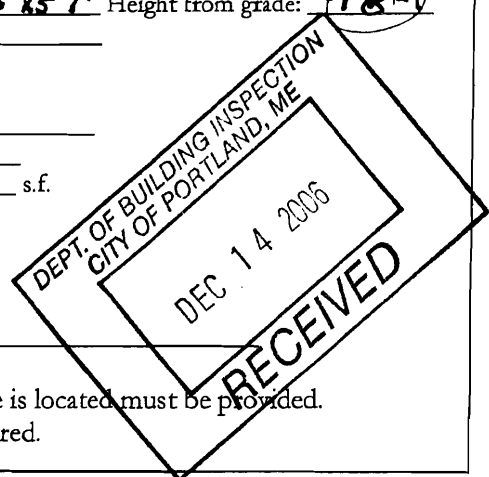 Height from grade:
s.f.
DEPT. OF BUILDING INSPECTION
CITY OF PORTLAND, ME
DEC 14 2006
RECEIVED
is located must be provided.
red.